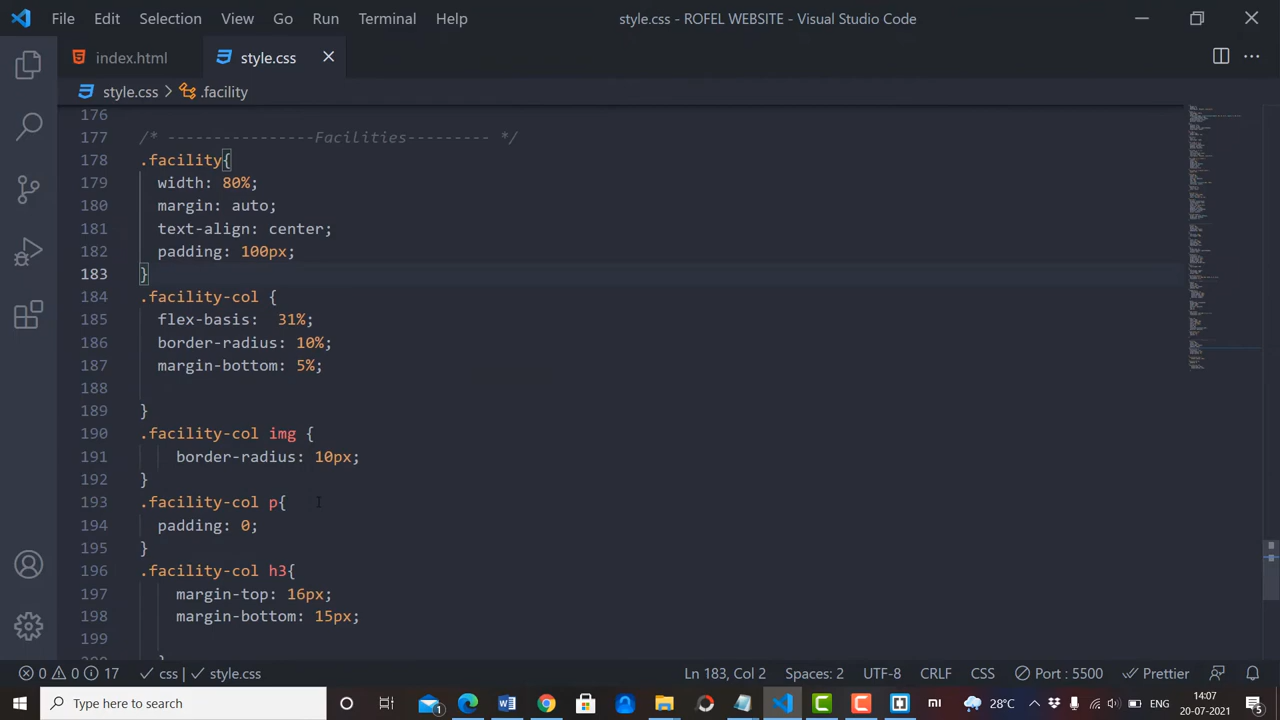 File Edit Selection View Go Run Terminal Help style.css - ROFEL WEBSITE - Visual Studio Code
index.html style.css
style.css > .facility
176
177 /* ----------------Facilities--------- */
178 .facility{
179 width: 80%;
180 margin: auto;
181 text-align: center;
182 padding: 100px;
183 }
184 .facility-col {
185 flex-basis:  31%;
186 border-radius: 10%;
187 margin-bottom: 5%;
188
189 }
190 .facility-col img {
191 border-radius: 10px;
192 }
193 .facility-col p{
194 padding: 0;
195 }
196 .facility-col h3{
197 margin-top: 16px;
198 margin-bottom: 15px;
199
0 0 17 css style.css Ln 183, Col 2 Spaces: 2 UTF-8 CRLF CSS Port : 5500 Prettier
Type here to search 1 28°C ENG 14:07
20-07-2021 5